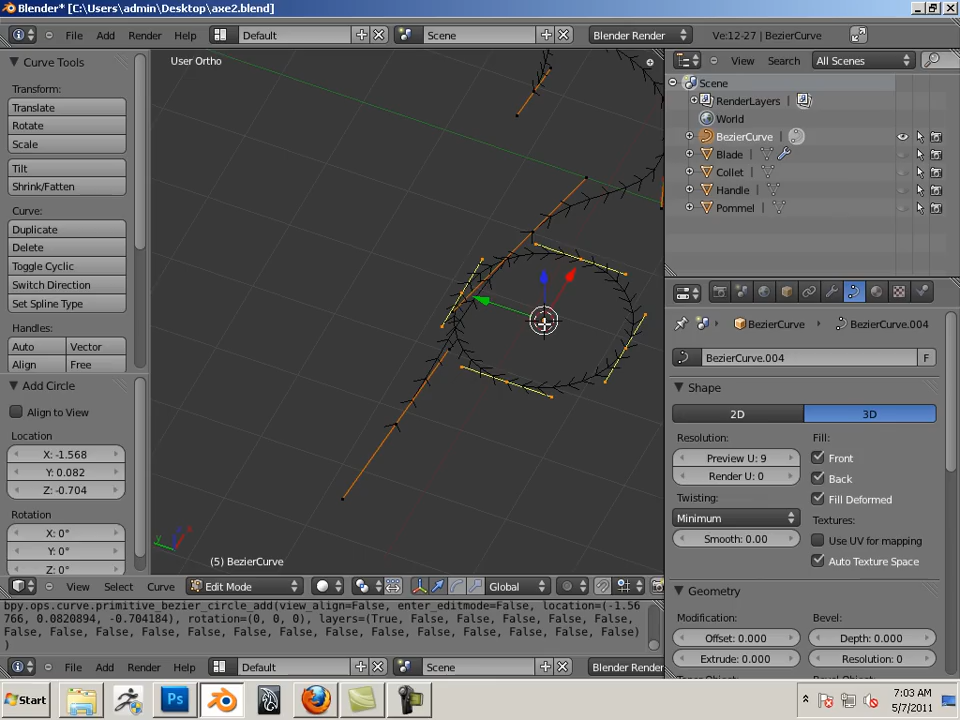 Blender* [C:\Users\admin\Desktop\axe2.blend]
File Add Render Help Default Scene Blender Render Ve:12-27 | BezierCurve
Curve Tools
Transform:
Translate
Rotate
Scale
Tilt
Shrink/Fatten
Curve:
Duplicate
Delete
Toggle Cyclic
Switch Direction
Set Spline Type
Handles:
Auto Vector
Align Free
Add Circle
Align to View
Location
X: -1.568
Y: 0.082
Z: -0.704
Rotation
X: 0°
Y: 0°
Z: 0°
User Ortho
y
(5) BezierCurve
View Select Curve Edit Mode Global
bpy.ops.curve.primitive_bezier_circle_add(view_align=False, enter_editmode=False, location=(-1.56
766, 0.0820894, -0.704184), rotation=(0, 0, 0), layers=(True, False, False, False, False, False,
False, False, False, False, False, False, False, False, False, False, False, False, False, False)
)
File Add Render Help Default Scene Blender Render
View Search All Scenes
Scene
RenderLayers
World
BezierCurve
Blade
Collet
Handle
Pommel
BezierCurve BezierCurve.004
BezierCurve.004 F
Shape
2D 3D
Resolution: Fill:
Preview U: 9 Front
Render U: 0 Back
Twisting: Fill Deformed
Minimum Textures:
Smooth: 0.00 Use UV for mapping
Auto Texture Space
Geometry
Modification: Bevel:
Offset: 0.000 Depth: 0.000
Extrude: 0.000 Resolution: 0
Start Ps 7:03 AM
5/7/2011